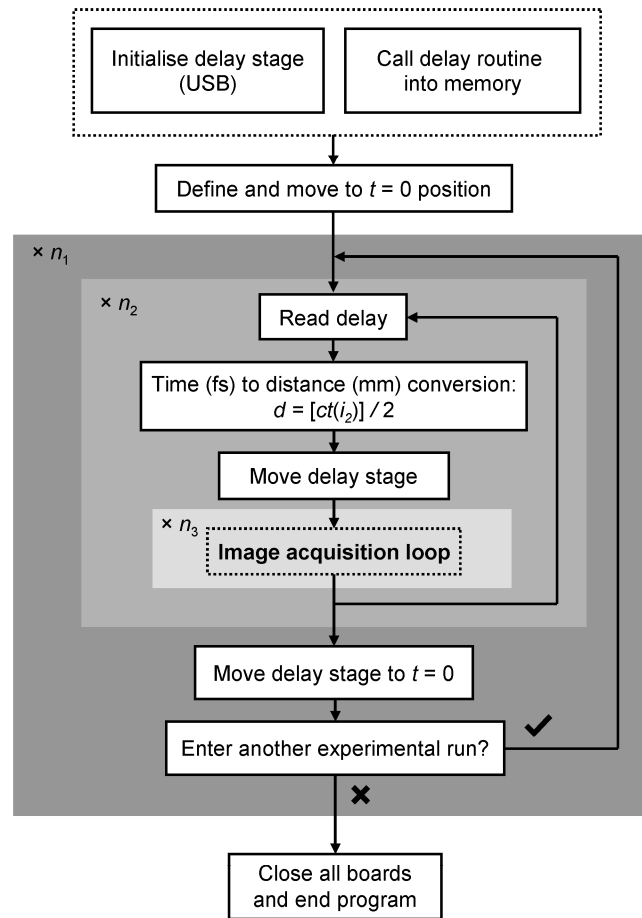 Initialise delay stage
(USB)
Call delay routine
into memory
Define and move to t = 0 position
× n₁
× n₂
Read delay
Time (fs) to distance (mm) conversion:
d = [ct(i₂)] / 2
Move delay stage
× n₃
Image acquisition loop
Move delay stage to t = 0
Enter another experimental run?
Close all boards
and end program